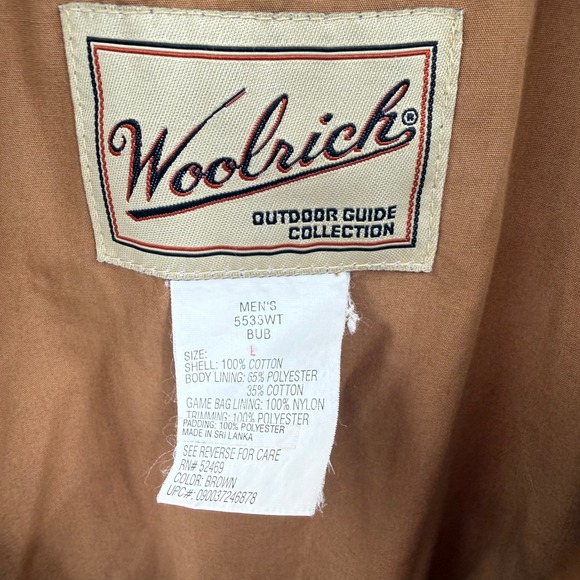 Woolrich®
OUTDOOR GUIDE
COLLECTION
MEN'S
5533WT
BUB
SIZE: L
SHELL: 100% COTTON
BODY LINING: 65% POLYESTER
35% COTTON
GAME BAG LINING: 100% NYLON
TRIMMING: 100% POLYESTER
PADDING: 100% POLYESTER
MADE IN SRI LANKA
SEE REVERSE FOR CARE
RN# 52469
COLOR: BROWN
UPC#: 090037246878